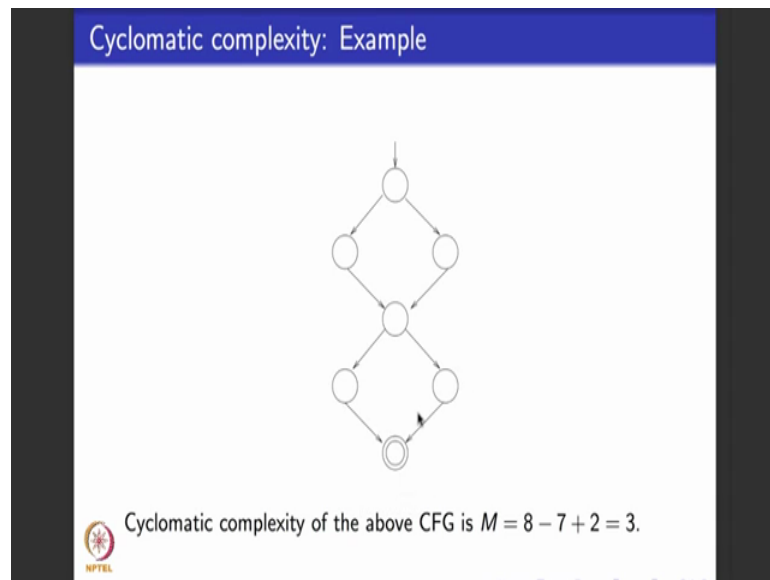 Cyclomatic complexity: Example
Cyclomatic complexity of the above CFG is M = 8 − 7 + 2 = 3.
NPTEL